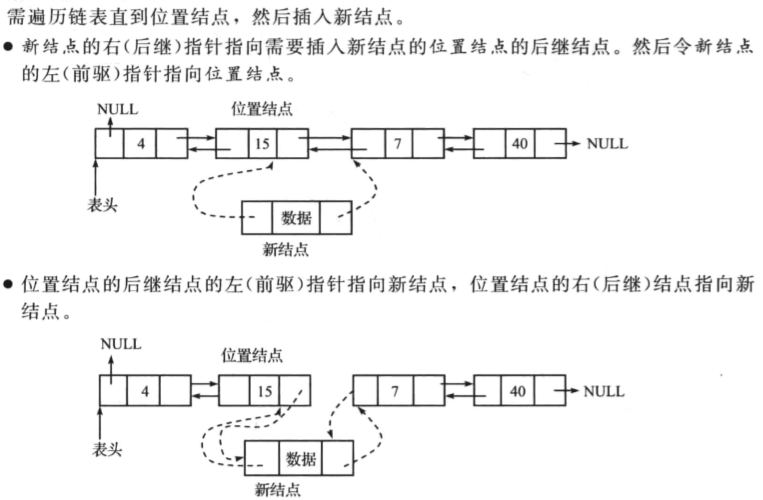 需遍历链表直到位置结点，然后插入新结点。
● 新结点的右(后继)指针指向需要插入新结点的位置结点的后继结点。然后令新结点
的左(前驱)指针指向位置结点。
NULL
位置结点
4
15
7
40
NULL
表头
数据
新结点
● 位置结点的后继结点的左(前驱)指针指向新结点，位置结点的右(后继)结点指向新
结点。
NULL
位置结点
4
15
7
40
NULL
表头
数据
新结点